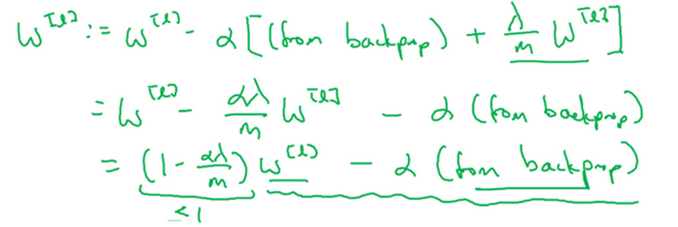 W^[l] := W^[l] - α [(from backprop) + λ/m W^[l]]
= W^[l] - αλ/m W^[l] - α (from backprop)
= (1 - αλ/m) W^[l] - α (from backprop)
<1